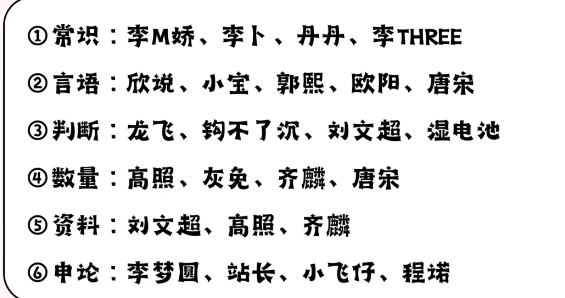 ①常识：李M娇、李卜、丹丹、李THREE
②言语：欣说、小宝、郭熙、欧阳、唐宋
③判断：龙飞、钩不了沉、刘文超、湿电池
④数量：高照、灰兔、齐麟、唐宋
⑤资料：刘文超、高照、齐麟
⑥申论：李梦圆、站长、小飞仔、程诺